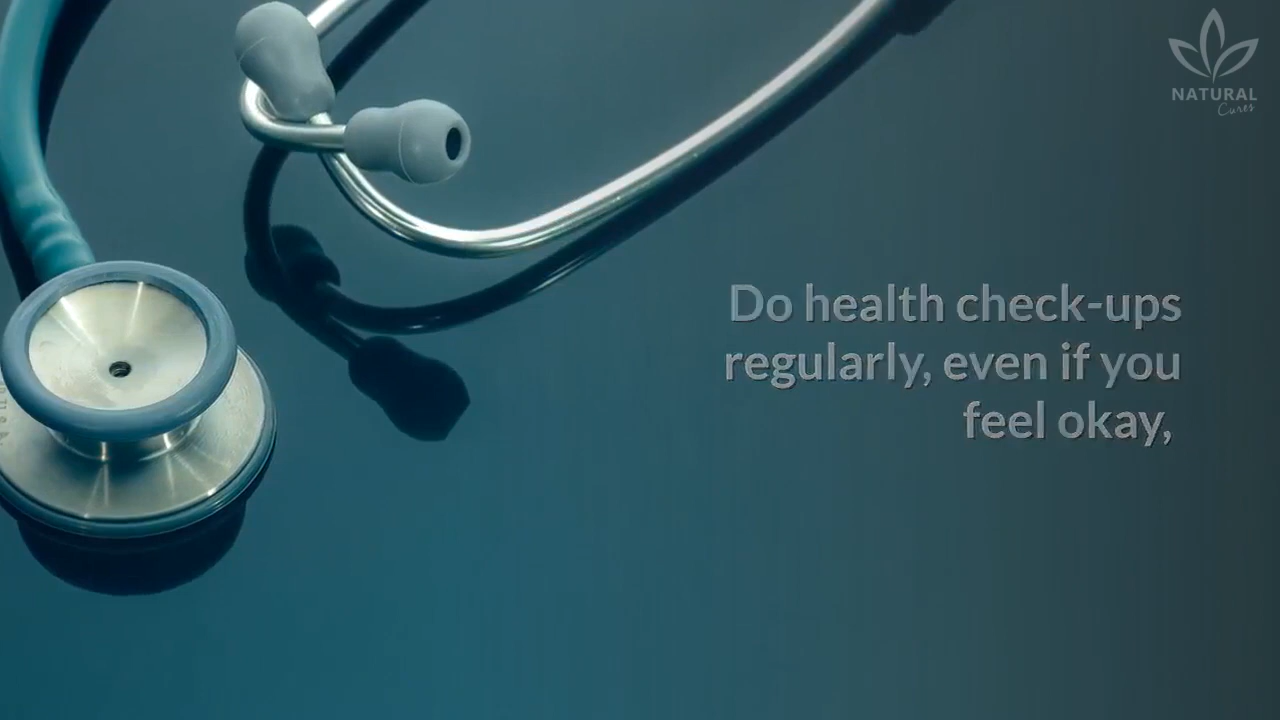 NATURAL
Cures
Do health check-ups
regularly, even if you
feel okay,